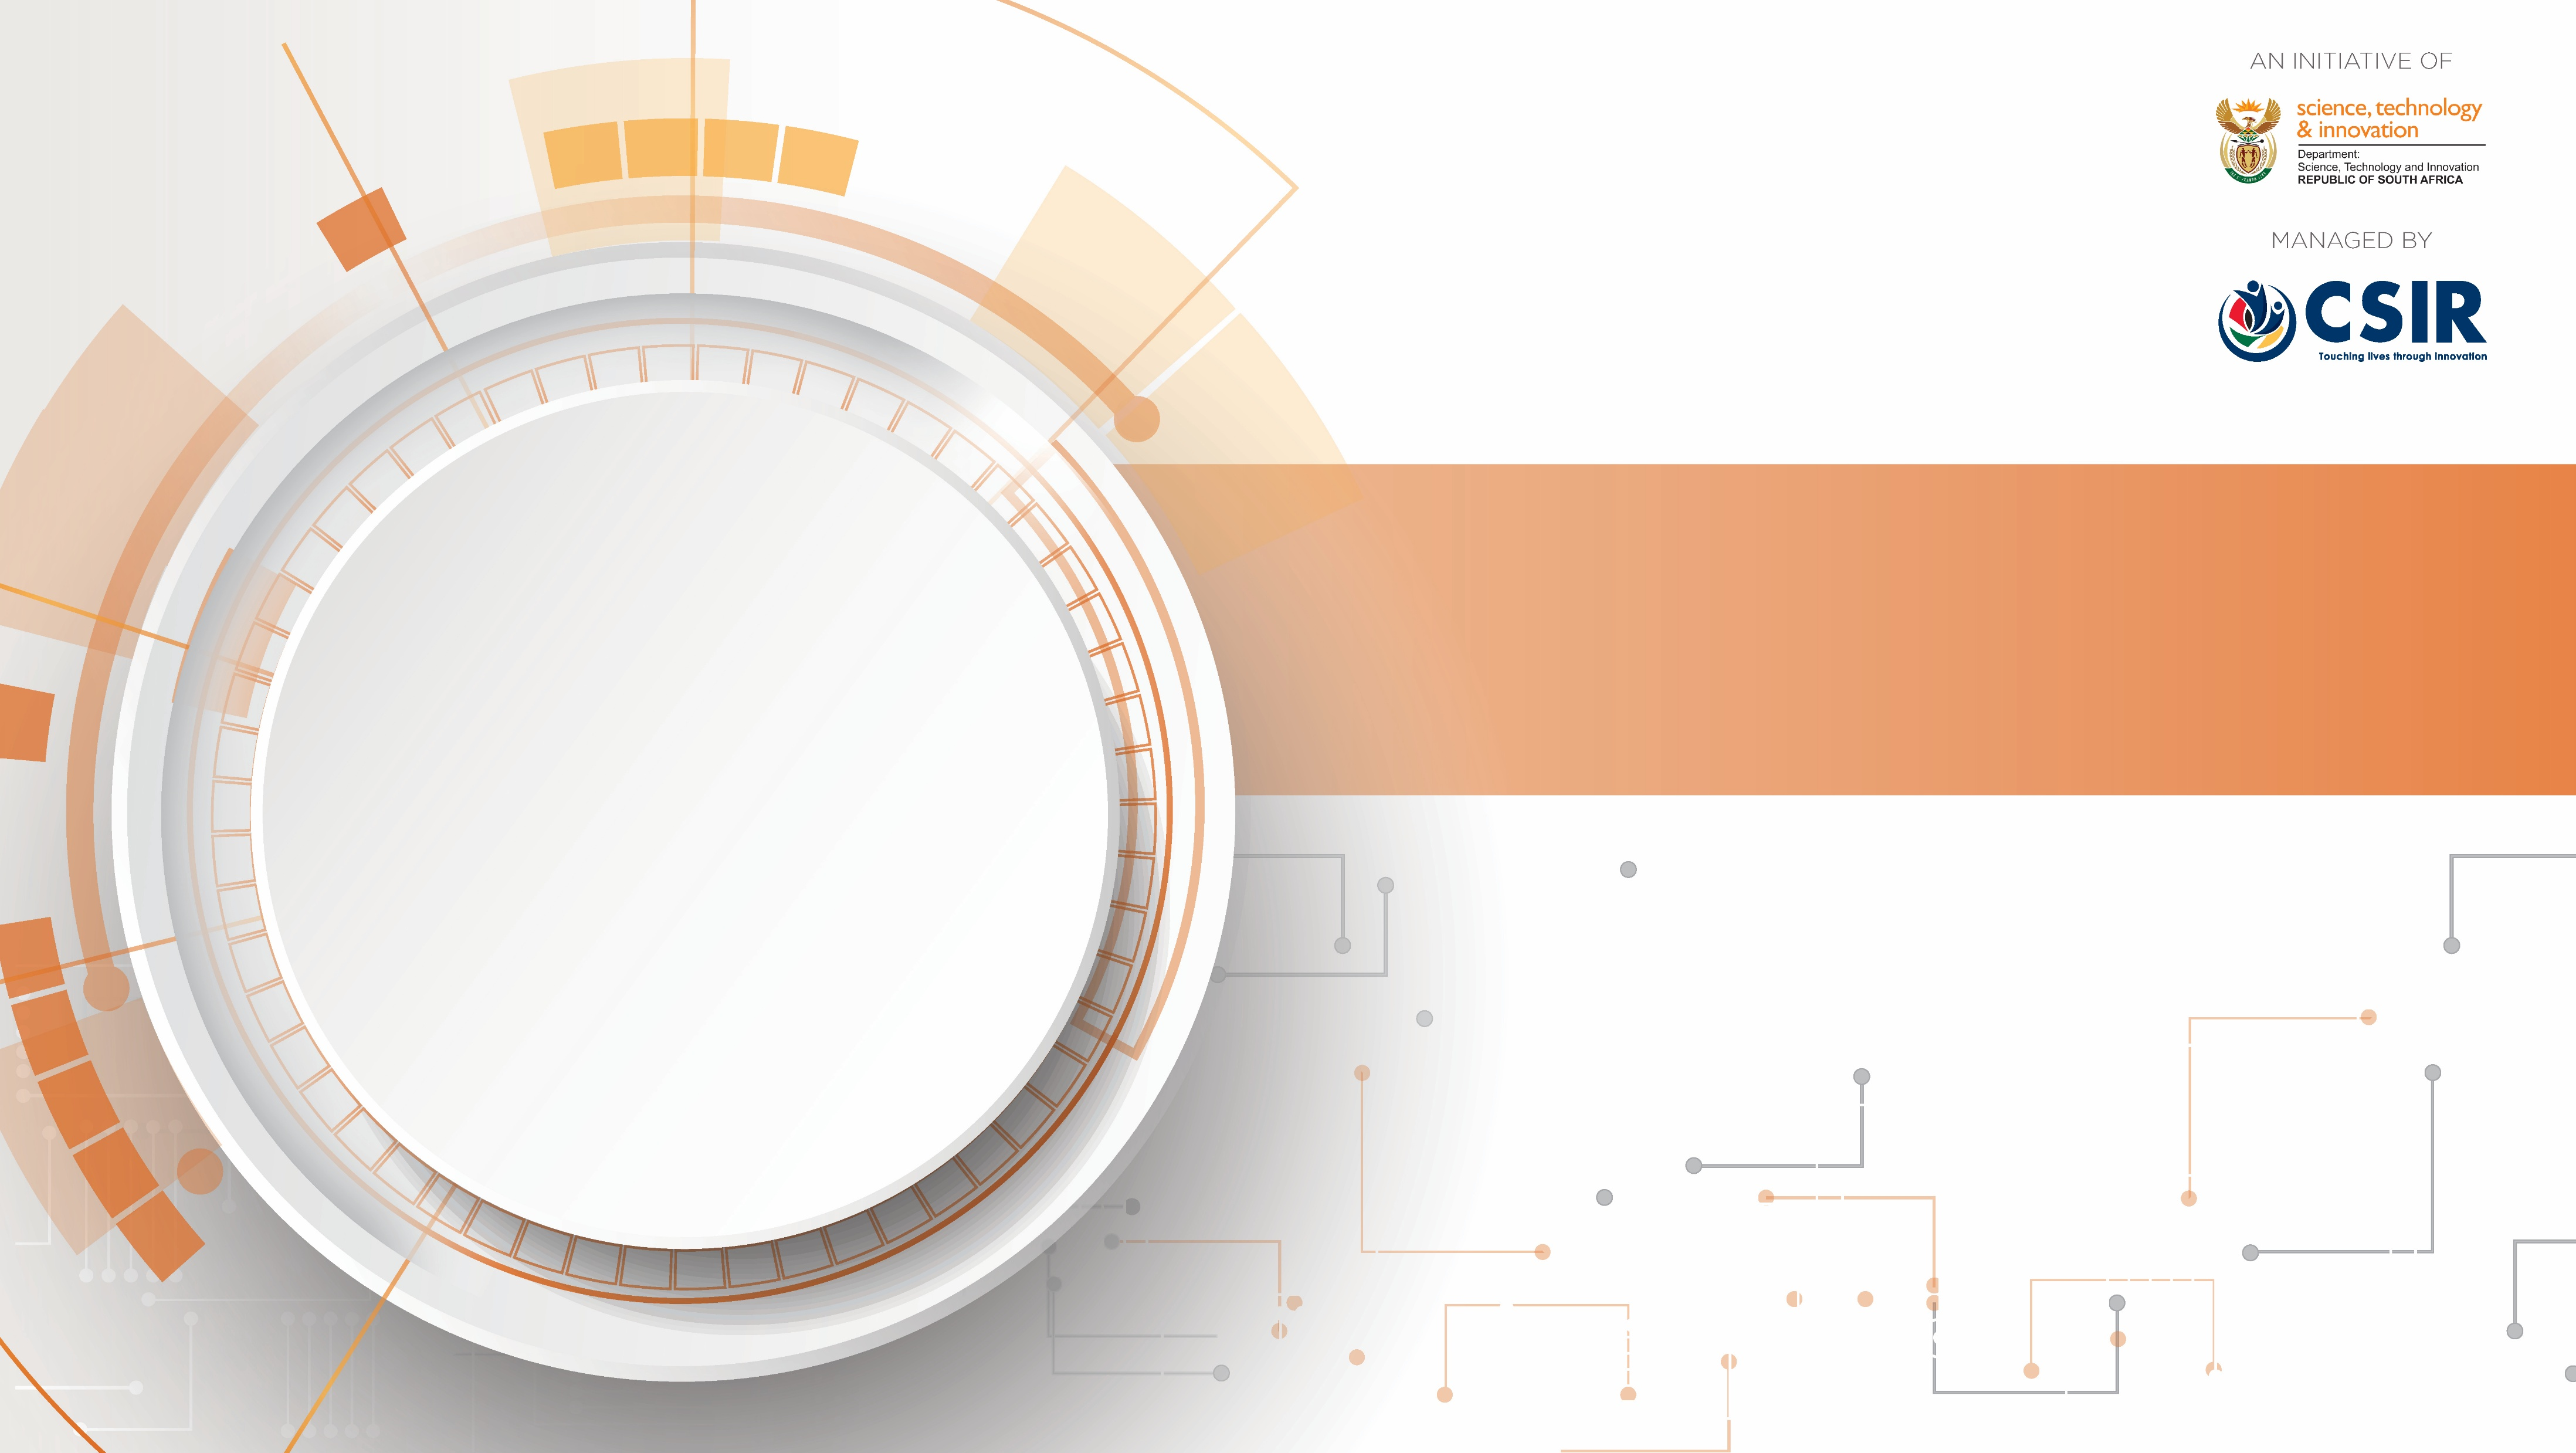 AN INITIATIVE OF
science, technology
& innovation
Department:
Science, Technology and Innovation
REPUBLIC OF SOUTH AFRICA
MANAGED BY
CSIR
Touching lives through innovation